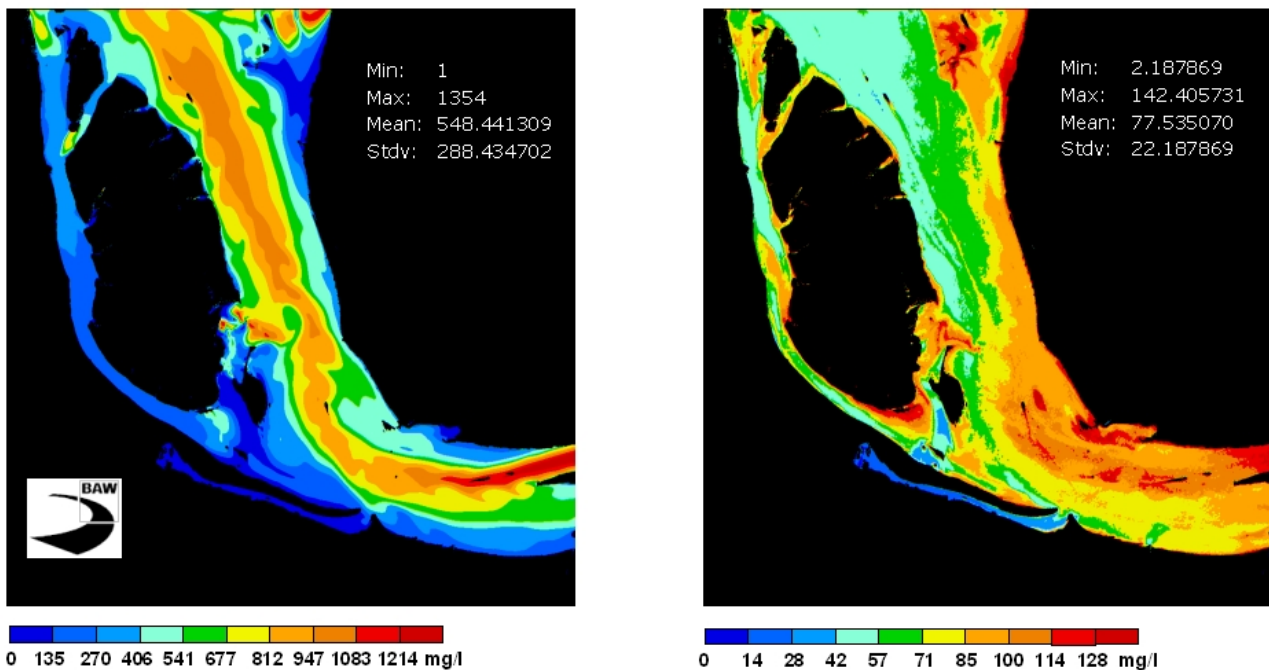 Min: 1
Max: 1354
Mean: 548.441309
Stdv: 288.434702
BAW
0 135 270 406 541 677 812 947 1083 1214 mg/l
Min: 2.187869
Max: 142.405731
Mean: 77.535070
Stdv: 22.187869
0 14 28 42 57 71 85 100 114 128 mg/l